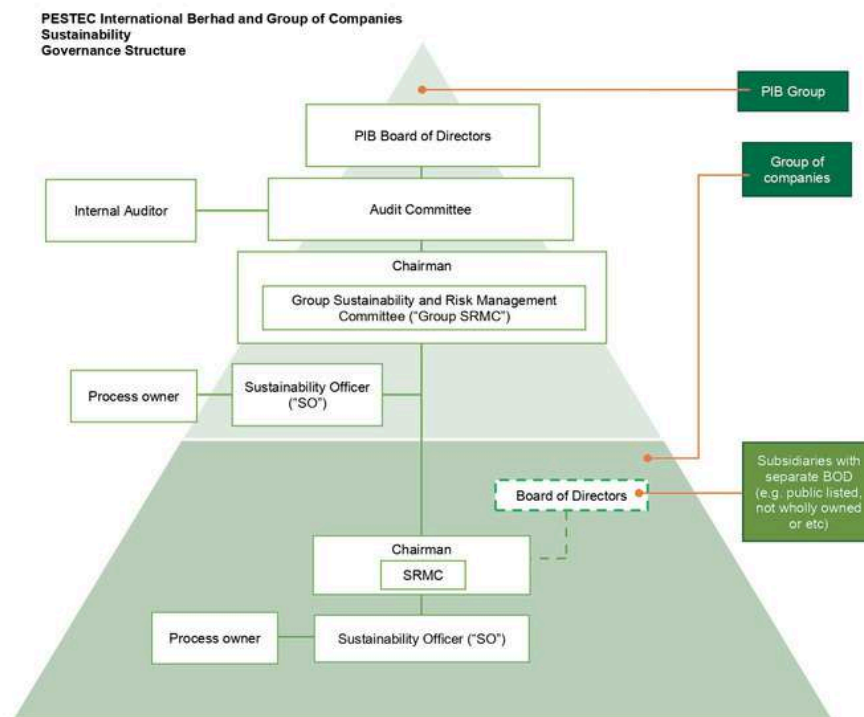 PESTEC International Berhad and Group of Companies
Sustainability
Governance Structure
PIB Group
PIB Board of Directors
Group of
companies
Internal Auditor
Audit Committee
Chairman
Group Sustainability and Risk Management
Committee ("Group SRMC")
Process owner
Sustainability Officer
("SO")
Subsidiaries with
separate BOD
(e.g. public listed,
not wholly owned
or etc)
Board of Directors
Chairman
SRMC
Process owner
Sustainability Officer ("SO")